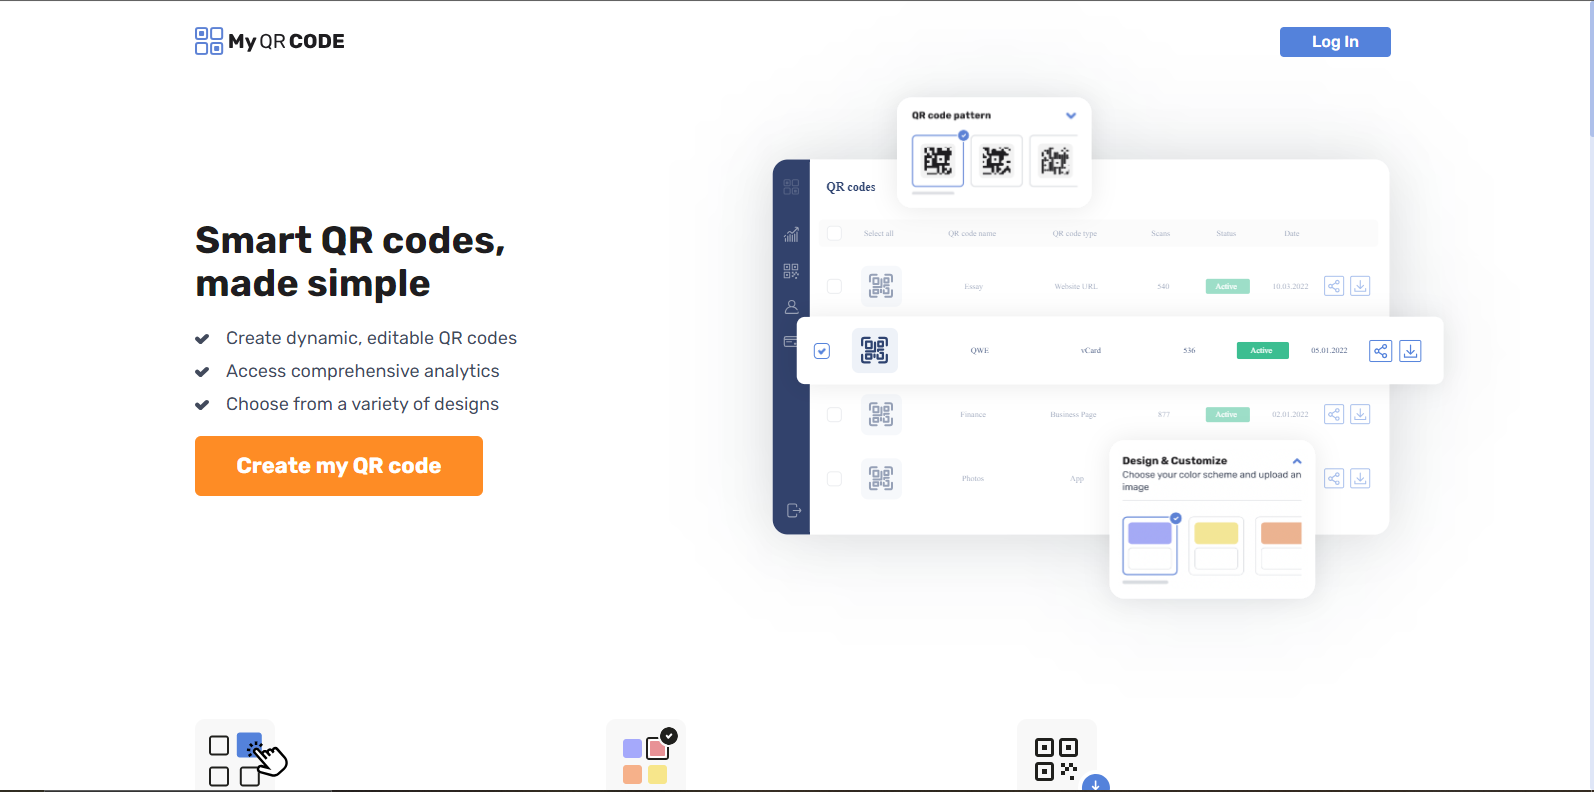 My QR CODE
Log In
Smart QR codes,
made simple
Create dynamic, editable QR codes
Access comprehensive analytics
Choose from a variety of designs
Create my QR code
QR code pattern
QR codes
Select all QR code name QR code type Scans Status Date
Essay Website URL 540 Active 10.03.2022
QWE vCard 536 Active 05.01.2022
Finance Business Page 877 Active 02.01.2022
Photos App
Design & Customize
Choose your color scheme and upload an
image